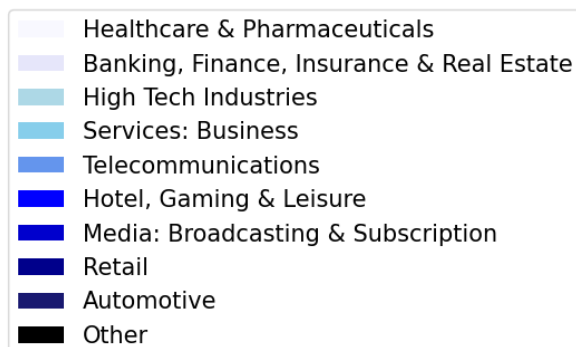 Healthcare & Pharmaceuticals
Banking, Finance, Insurance & Real Estate
High Tech Industries
Services: Business
Telecommunications
Hotel, Gaming & Leisure
Media: Broadcasting & Subscription
Retail
Automotive
Other